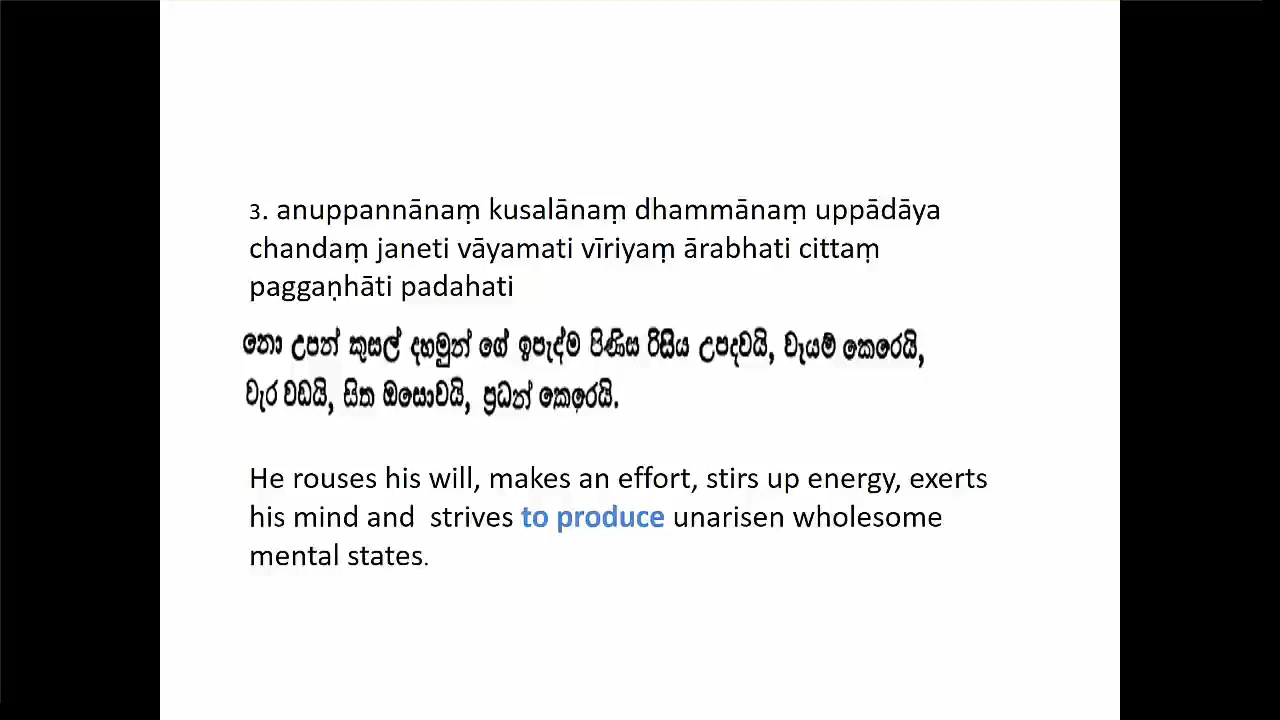 3. anuppannānaṃ kusalānaṃ dhammānaṃ uppādāya
chandaṃ janeti vāyamati vīriyaṃ ārabhati cittaṃ
paggaṇhāti padahati
නො උපන් කුසල් දහමුන් ගේ ඉපැද්ම පිණිස රිසිය උපදවයි, වෑයම් කෙරෙයි,
වැර වඩයි, සිත ඔසොවයි, ප්‍රධන් කෙරෙයි.
He rouses his will, makes an effort, stirs up energy, exerts
his mind and strives to produce unarisen wholesome
mental states.